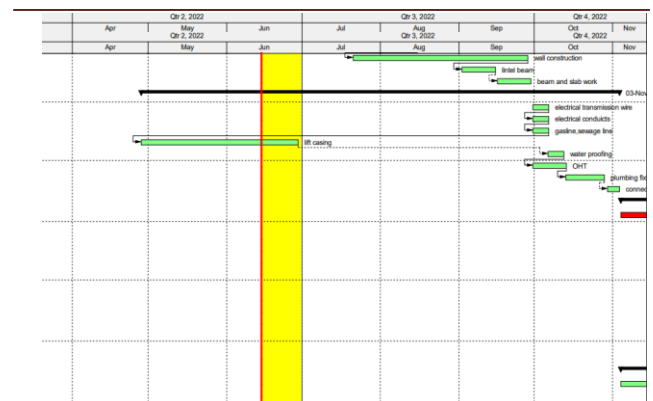 Qtr 2, 2022 Qtr 3, 2022 Qtr 4, 2022
Apr May Jun Jul Aug Sep Oct Nov
Qtr 2, 2022 Qtr 3, 2022 Qtr 4, 2022
Apr May Jun Jul Aug Sep Oct Nov
wall construction
lintel beam
beam and slab work
03-Nov
electrical transmission wire
electrical conduicts
gasline,sewage line
lift casing
water proofing
OHT
plumbing fix
connec